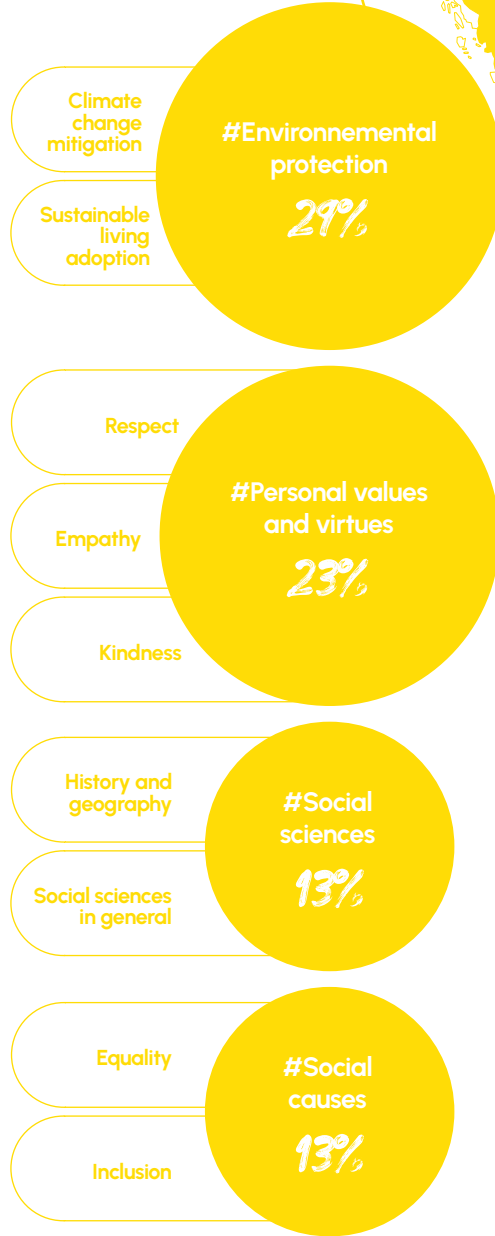 Climate
change
mitigation
Sustainable
living
adoption
#Environnemental
protection
29%
Respect
Empathy
Kindness
#Personal values
and virtues
23%
History and
geography
Social sciences
in general
#Social
sciences
13%
Equality
Inclusion
#Social
causes
13%